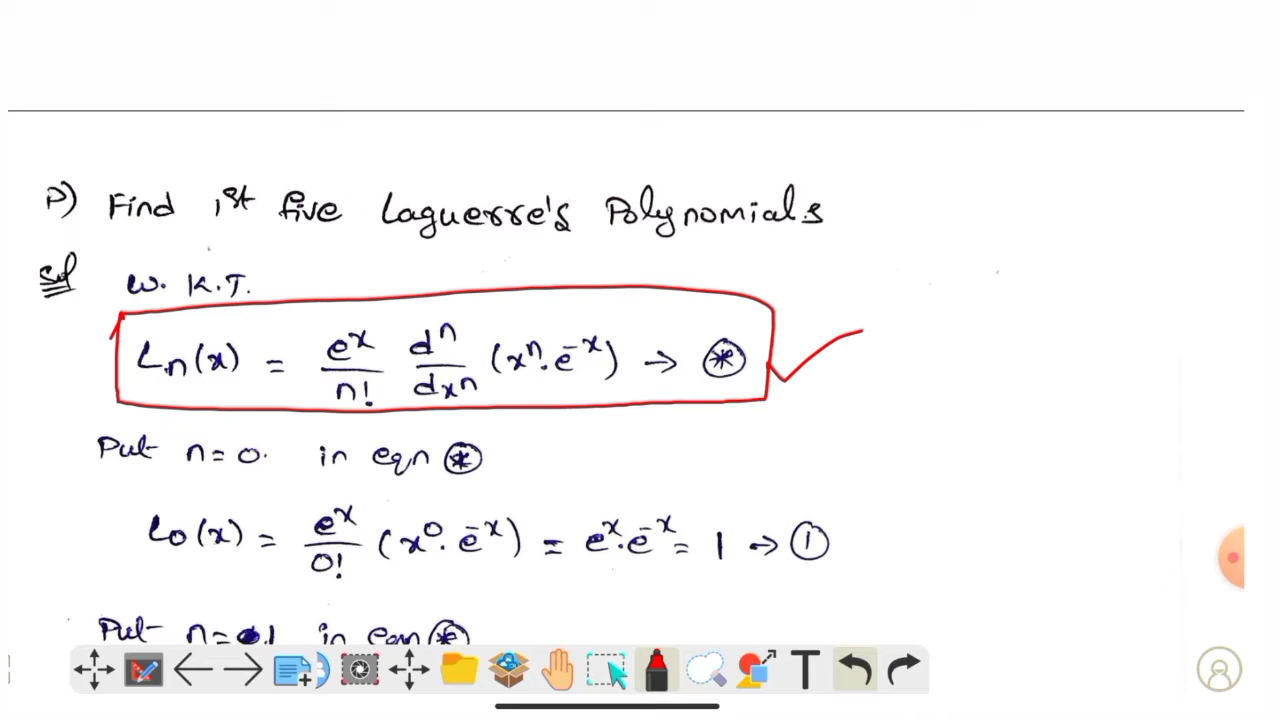 P) Find 1st five Laguerre's Polynomials
Sol W. K.T.
Ln(x) = e^x/n! d^n/dx^n (x^n. e^-x) → (*)
Put n=0. in eqn (*)
L0(x) = e^x/0! (x^0. e^-x) = e^x. e^-x = 1 → (1)
Put n=1 in eqn (*)
T